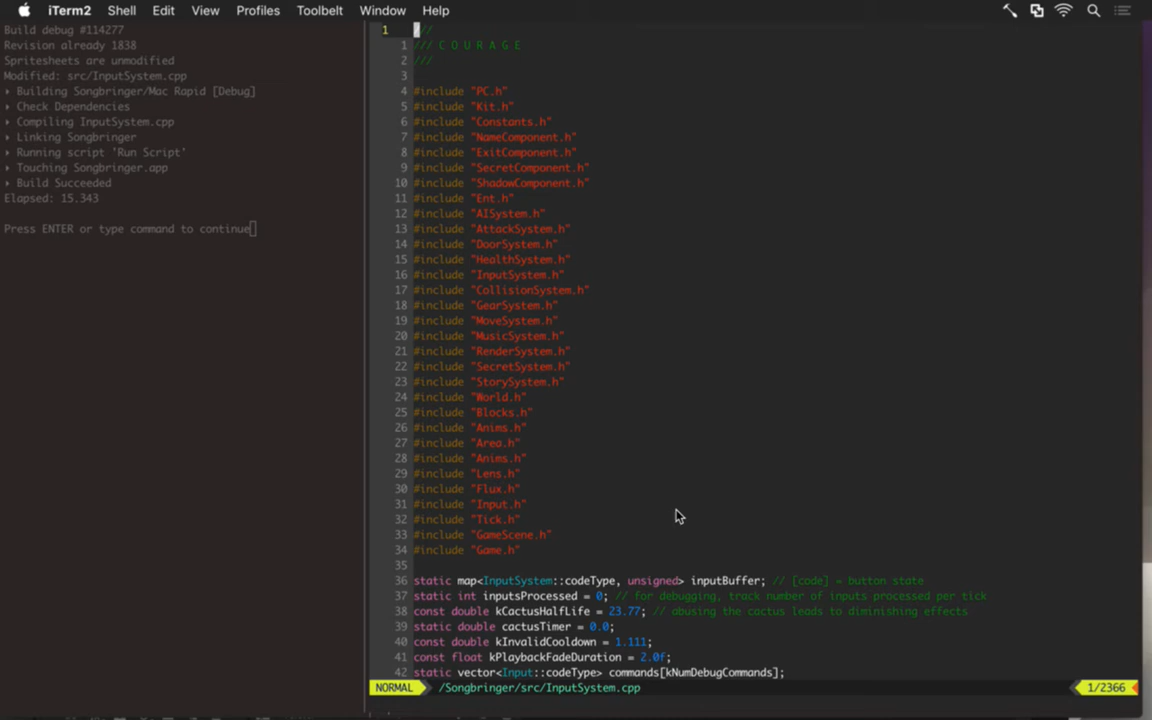 iTerm2 Shell Edit View Profiles Toolbelt Window Help
Build debug #114277
Revision already 1838
Spritesheets are unmodified
Modified: src/InputSystem.cpp
▸ Building Songbringer/Mac Rapid [Debug]
▸ Check Dependencies
▸ Compiling InputSystem.cpp
▸ Linking Songbringer
▸ Running script 'Run Script'
▸ Touching Songbringer.app
▸ Build Succeeded
Elapsed: 15.343
Press ENTER or type command to continue
1 ///
1 /// C O U R A G E
2 ///
3
4 #include "PC.h"
5 #include "Kit.h"
6 #include "Constants.h"
7 #include "NameComponent.h"
8 #include "ExitComponent.h"
9 #include "SecretComponent.h"
10 #include "ShadowComponent.h"
11 #include "Ent.h"
12 #include "AISystem.h"
13 #include "AttackSystem.h"
14 #include "DoorSystem.h"
15 #include "HealthSystem.h"
16 #include "InputSystem.h"
17 #include "CollisionSystem.h"
18 #include "GearSystem.h"
19 #include "MoveSystem.h"
20 #include "MusicSystem.h"
21 #include "RenderSystem.h"
22 #include "SecretSystem.h"
23 #include "StorySystem.h"
24 #include "World.h"
25 #include "Blocks.h"
26 #include "Anims.h"
27 #include "Area.h"
28 #include "Anims.h"
29 #include "Lens.h"
30 #include "Flux.h"
31 #include "Input.h"
32 #include "Tick.h"
33 #include "GameScene.h"
34 #include "Game.h"
35
36 static map<InputSystem::codeType, unsigned> inputBuffer; // [code] = button state
37 static int inputsProcessed = 0; // for debugging, track number of inputs processed per tick
38 const double kCactusHalfLife = 23.77; // abusing the cactus leads to diminishing effects
39 static double cactusTimer = 0.0;
40 const double kInvalidCooldown = 1.111;
41 const float kPlaybackFadeDuration = 2.0f;
42 static vector<Input::codeType> commands[kNumDebugCommands];
NORMAL /Songbringer/src/InputSystem.cpp 1/2366